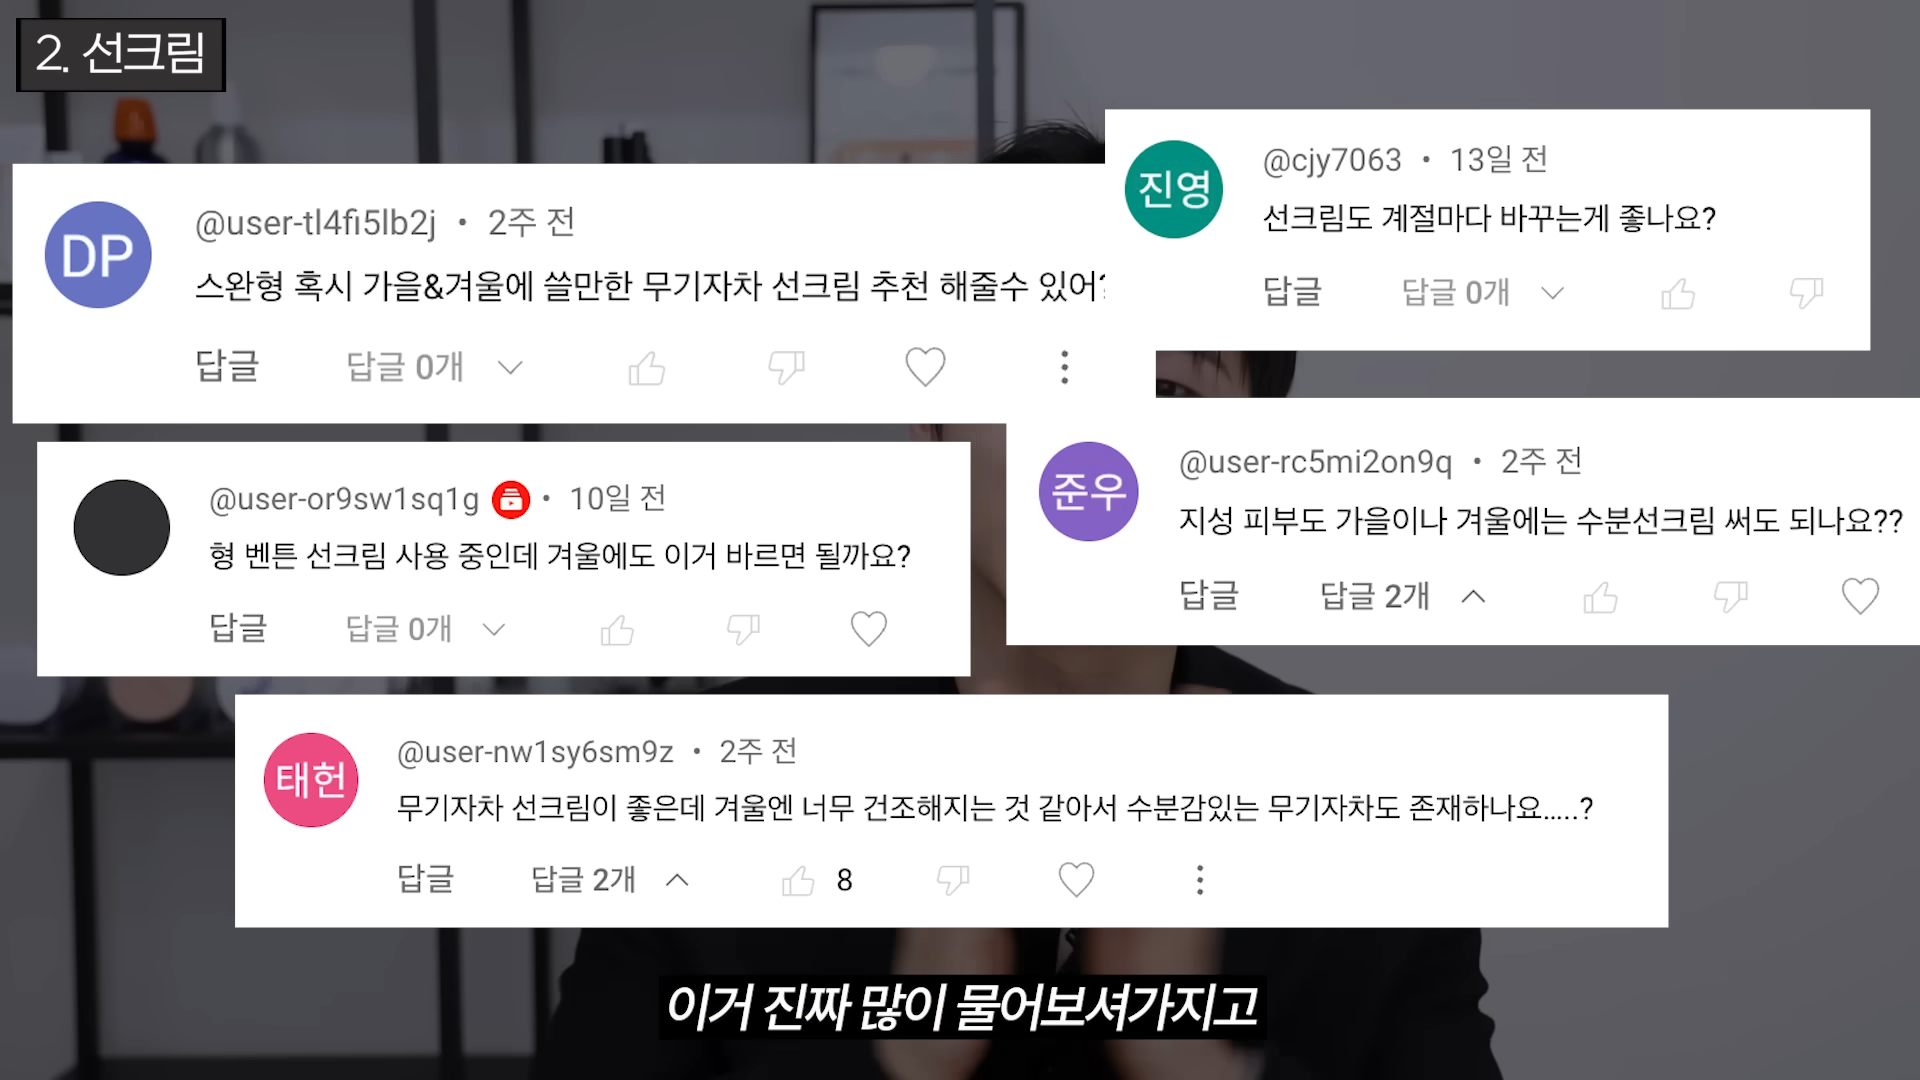 2. 선크림
DP
@user-tl4fi5lb2j • 2주 전
스완형 혹시 가을&겨울에 쓸만한 무기자차 선크림 추천 해줄수 있어?
답글 답글 0개
진영
@cjy7063 • 13일 전
선크림도 계절마다 바꾸는게 좋나요?
답글 답글 0개
@user-or9sw1sq1g • 10일 전
형 벤튼 선크림 사용 중인데 겨울에도 이거 바르면 될까요?
답글 답글 0개
준우
@user-rc5mi2on9q • 2주 전
지성 피부도 가을이나 겨울에는 수분선크림 써도 되나요??
답글 답글 2개
태헌
@user-nw1sy6sm9z • 2주 전
무기자차 선크림이 좋은데 겨울엔 너무 건조해지는 것 같아서 수분감있는 무기자차도 존재하나요.....?
답글 답글 2개 8
이거 진짜 많이 물어보셔가지고